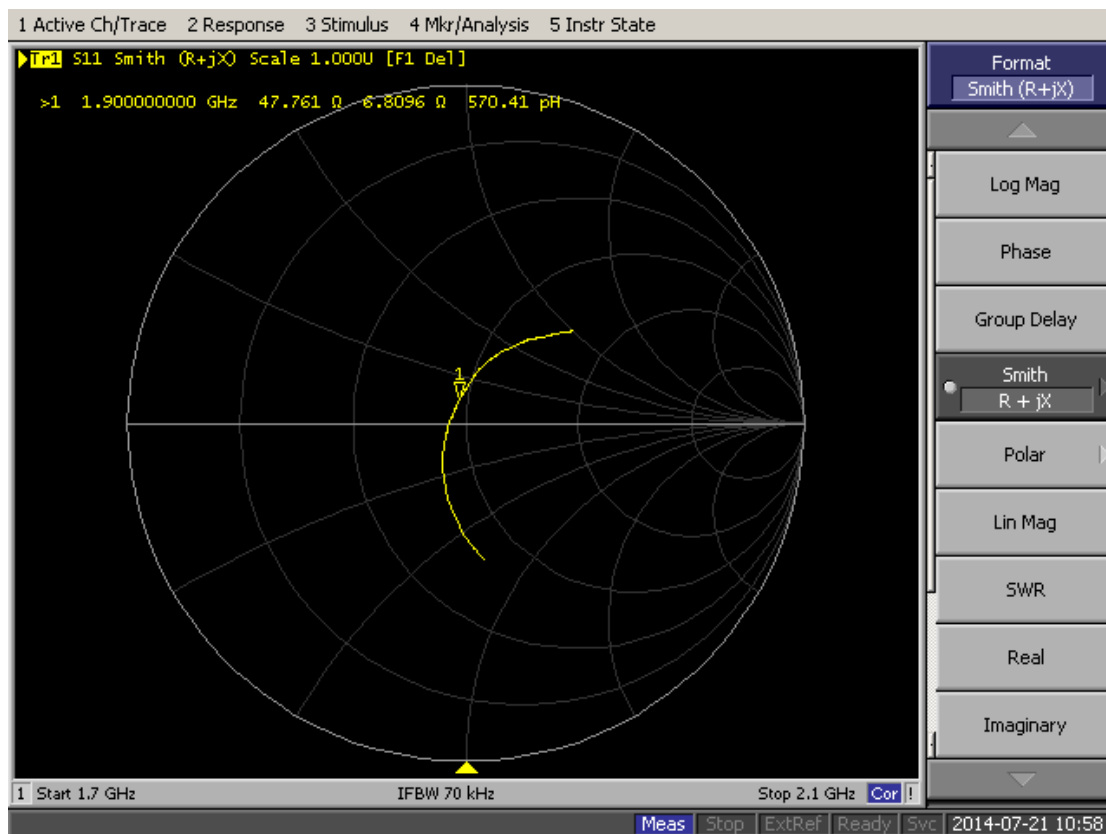 1 Active Ch/Trace 2 Response 3 Stimulus 4 Mkr/Analysis 5 Instr State
Tr1 S11 Smith (R+jX) Scale 1.000U [F1 Del]
>1 1.900000000 GHz 47.761 Ω 6.8096 Ω 570.41 pH
1
Format
Smith (R+jX)
Log Mag
Phase
Group Delay
Smith
R + jX
Polar
Lin Mag
SWR
Real
Imaginary
1 Start 1.7 GHz IFBW 70 kHz Stop 2.1 GHz Cor !
Meas Stop ExtRef Ready Svc 2014-07-21 10:58